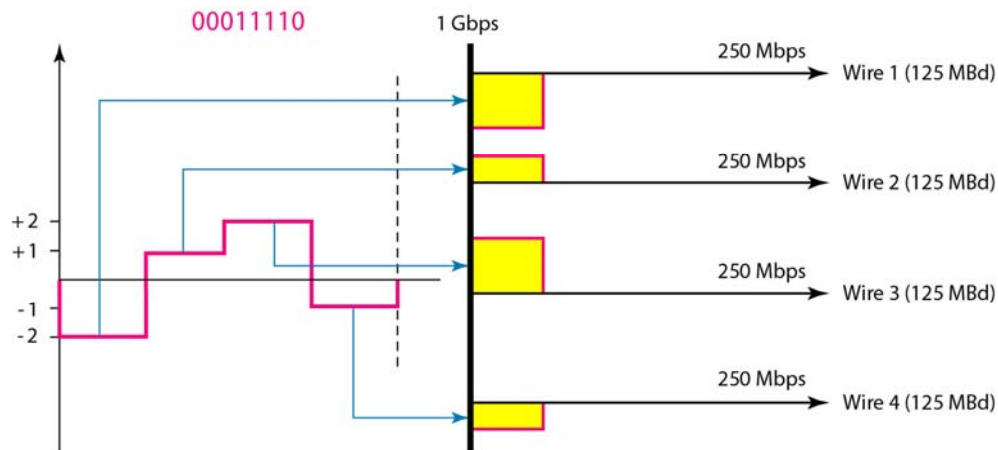 00011110
1 Gbps
250 Mbps
Wire 1 (125 MBd)
250 Mbps
Wire 2 (125 MBd)
+2
+1
-1
-2
250 Mbps
Wire 3 (125 MBd)
250 Mbps
Wire 4 (125 MBd)